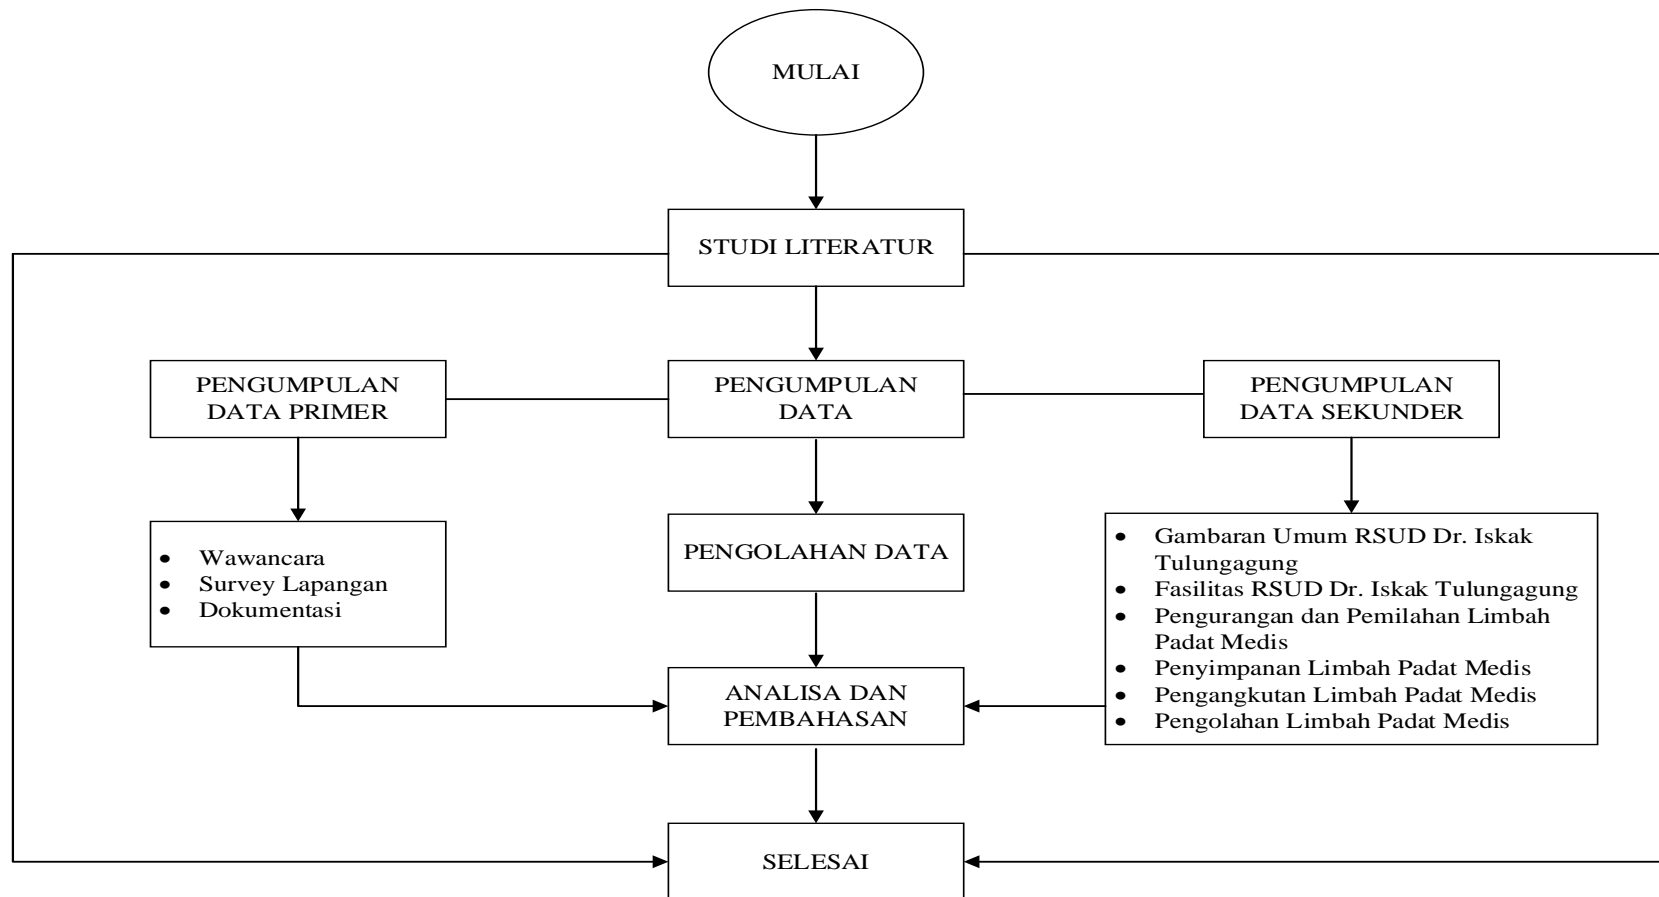 MULAI
STUDI LITERATUR
PENGUMPULAN
DATA PRIMER
PENGUMPULAN
DATA
PENGUMPULAN
DATA SEKUNDER
• Wawancara
• Survey Lapangan
• Dokumentasi
PENGOLAHAN DATA
• Gambaran Umum RSUD Dr. Iskak
Tulungagung
• Fasilitas RSUD Dr. Iskak Tulungagung
• Pengurangan dan Pemilahan Limbah
Padat Medis
• Penyimpanan Limbah Padat Medis
• Pengangkutan Limbah Padat Medis
• Pengolahan Limbah Padat Medis
ANALISA DAN
PEMBAHASAN
SELESAI